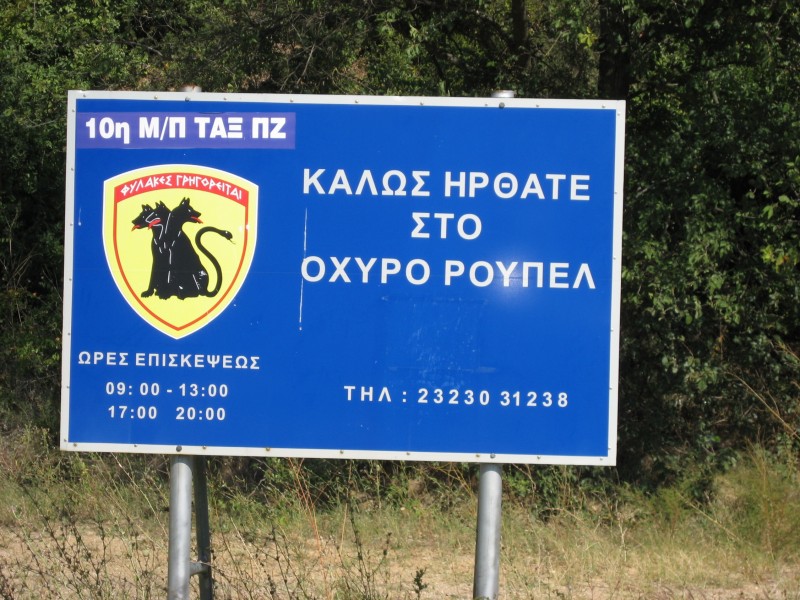 10η Μ/Π ΤΑΞ ΠΖ
ΦΥΛΑΚΕΣ ΓΡΗΓΟΡΕΙΤΑΙ
ΚΑΛΩΣ ΗΡΘΑΤΕ
ΣΤΟ
ΟΧΥΡΟ ΡΟΥΠΕΛ
ΩΡΕΣ ΕΠΙΣΚΕΨΕΩΣ
09: 00 - 13:00
17:00 20:00
ΤΗΛ : 23230 31238